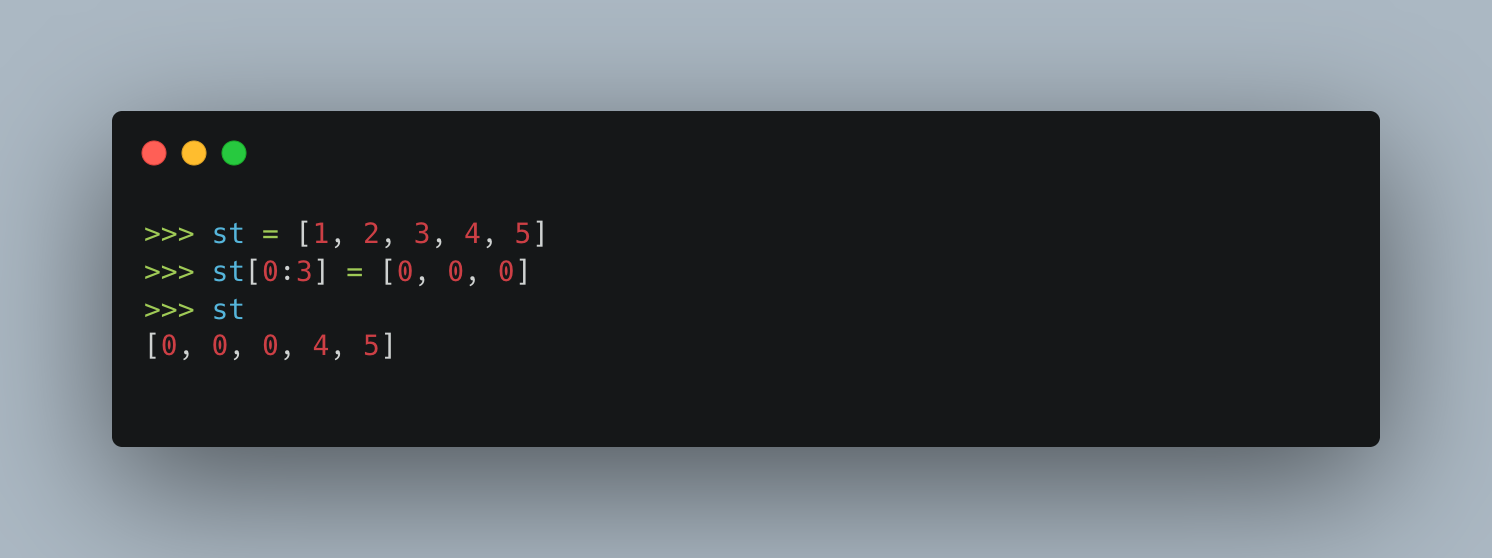 >>> st = [1, 2, 3, 4, 5]
>>> st[0:3] = [0, 0, 0]
>>> st
[0, 0, 0, 4, 5]